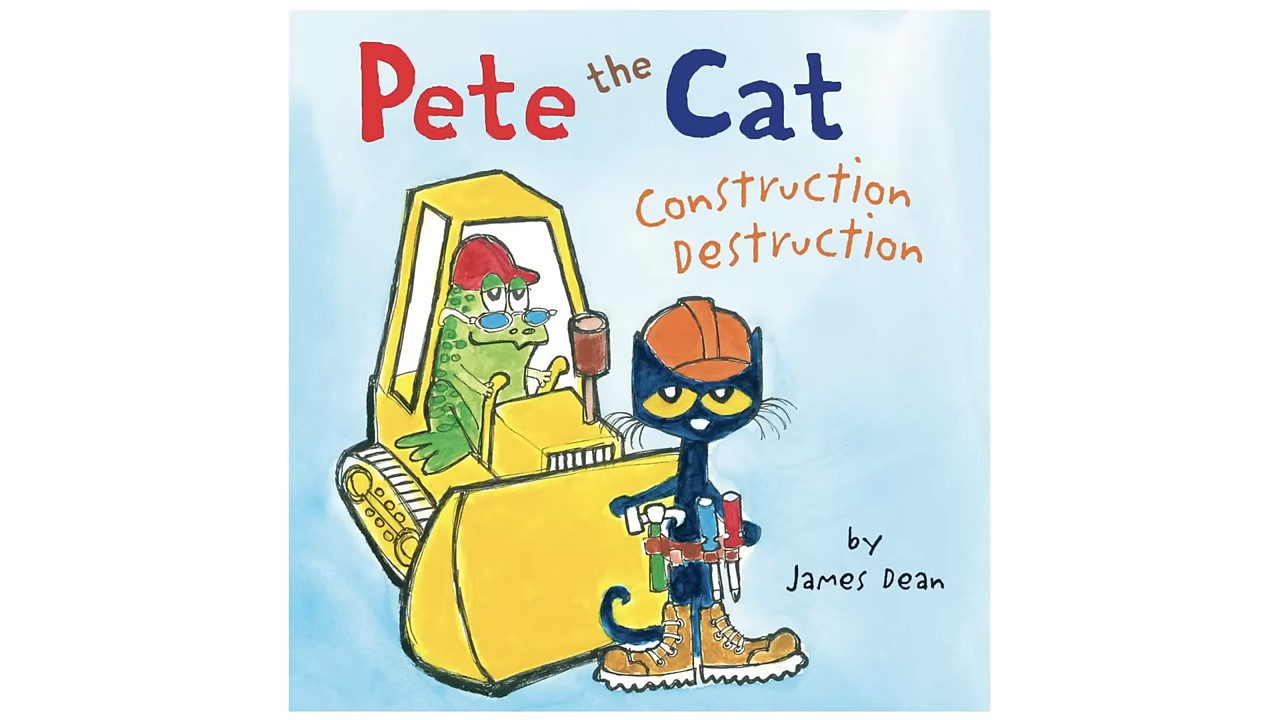 Pete the Cat
Construction
Destruction
by
James Dean